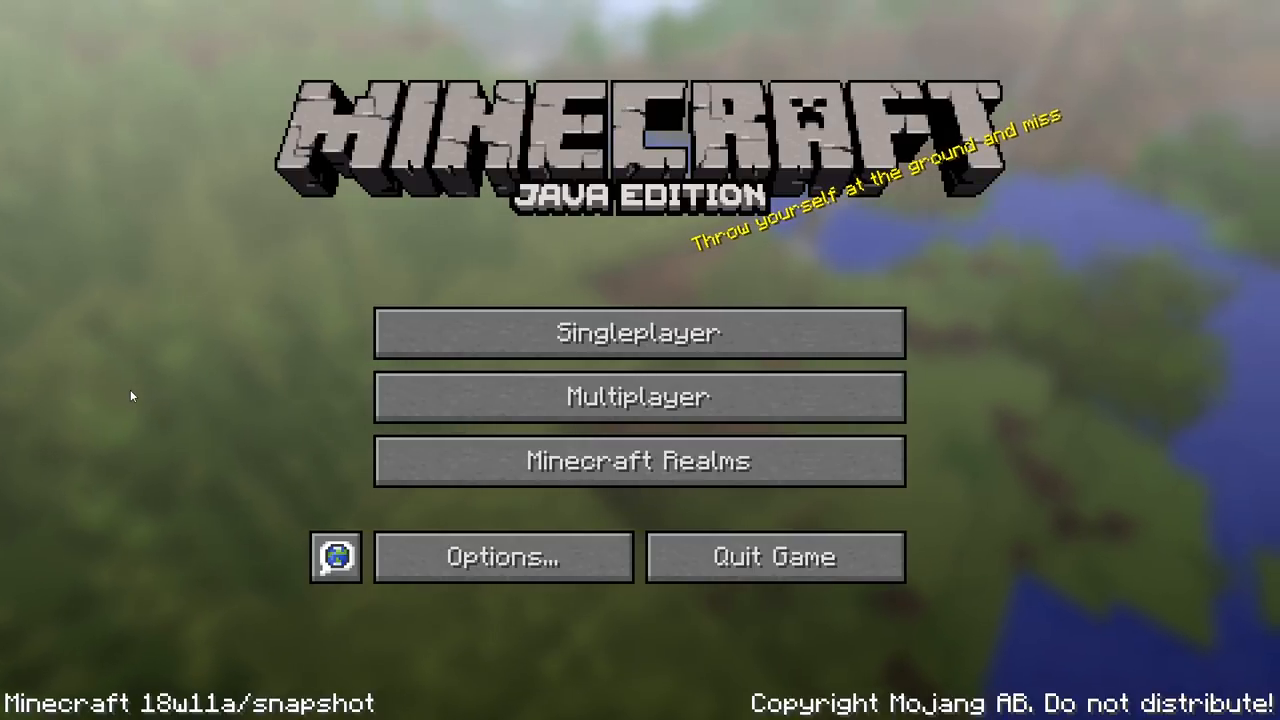 MINECRAFT
JAVA EDITION
Throw yourself at the ground and miss
Singleplayer
Multiplayer
Minecraft Realms
Options...
Quit Game
Minecraft 18w11a/snapshot
Copyright Mojang AB. Do not distribute!